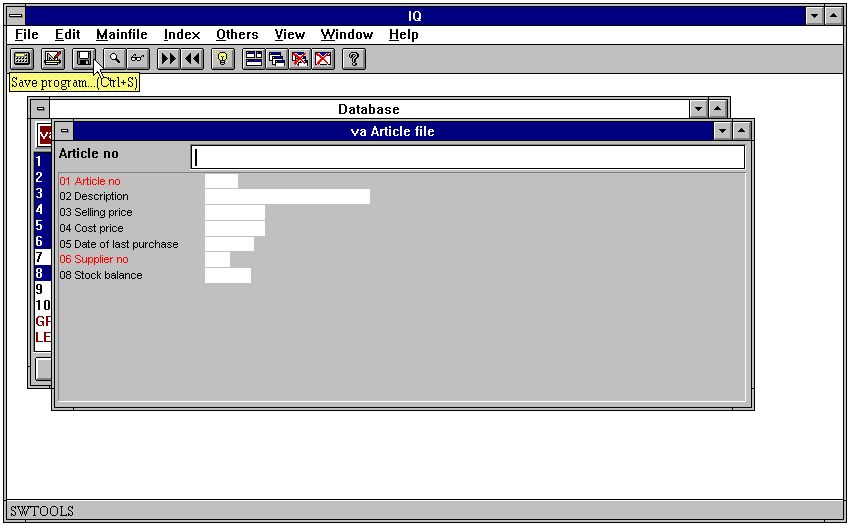 IQ
File Edit Mainfile Index Others View Window Help
Save program...(Ctrl+S)
Database
va
va Article file
Article no
1
2
3
4
5
6
7
8
9
10
GF
LE
01 Article no
02 Description
03 Selling price
04 Cost price
05 Date of last purchase
06 Supplier no
08 Stock balance
SWTOOLS